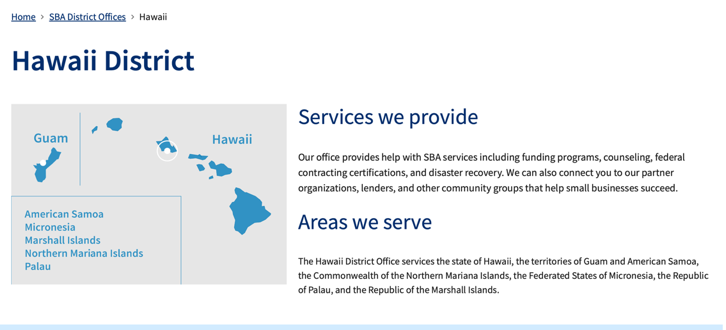 Home > SBA District Offices > Hawaii
Hawaii District
Guam
Hawaii
American Samoa
Micronesia
Marshall Islands
Northern Mariana Islands
Palau
Services we provide
Our office provides help with SBA services including funding programs, counseling, federal
contracting certifications, and disaster recovery. We can also connect you to our partner
organizations, lenders, and other community groups that help small businesses succeed.
Areas we serve
The Hawaii District Office services the state of Hawaii, the territories of Guam and American Samoa,
the Commonwealth of the Northern Mariana Islands, the Federated States of Micronesia, the Republic
of Palau, and the Republic of the Marshall Islands.